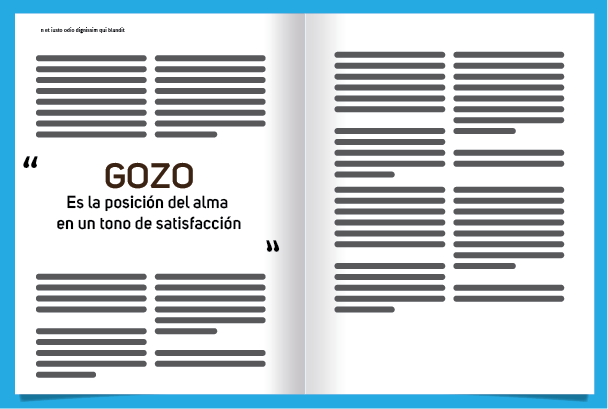 n et iusto odio dignissim qui blandit
“
GOZO
Es la posición del alma
en un tono de satisfacción
”